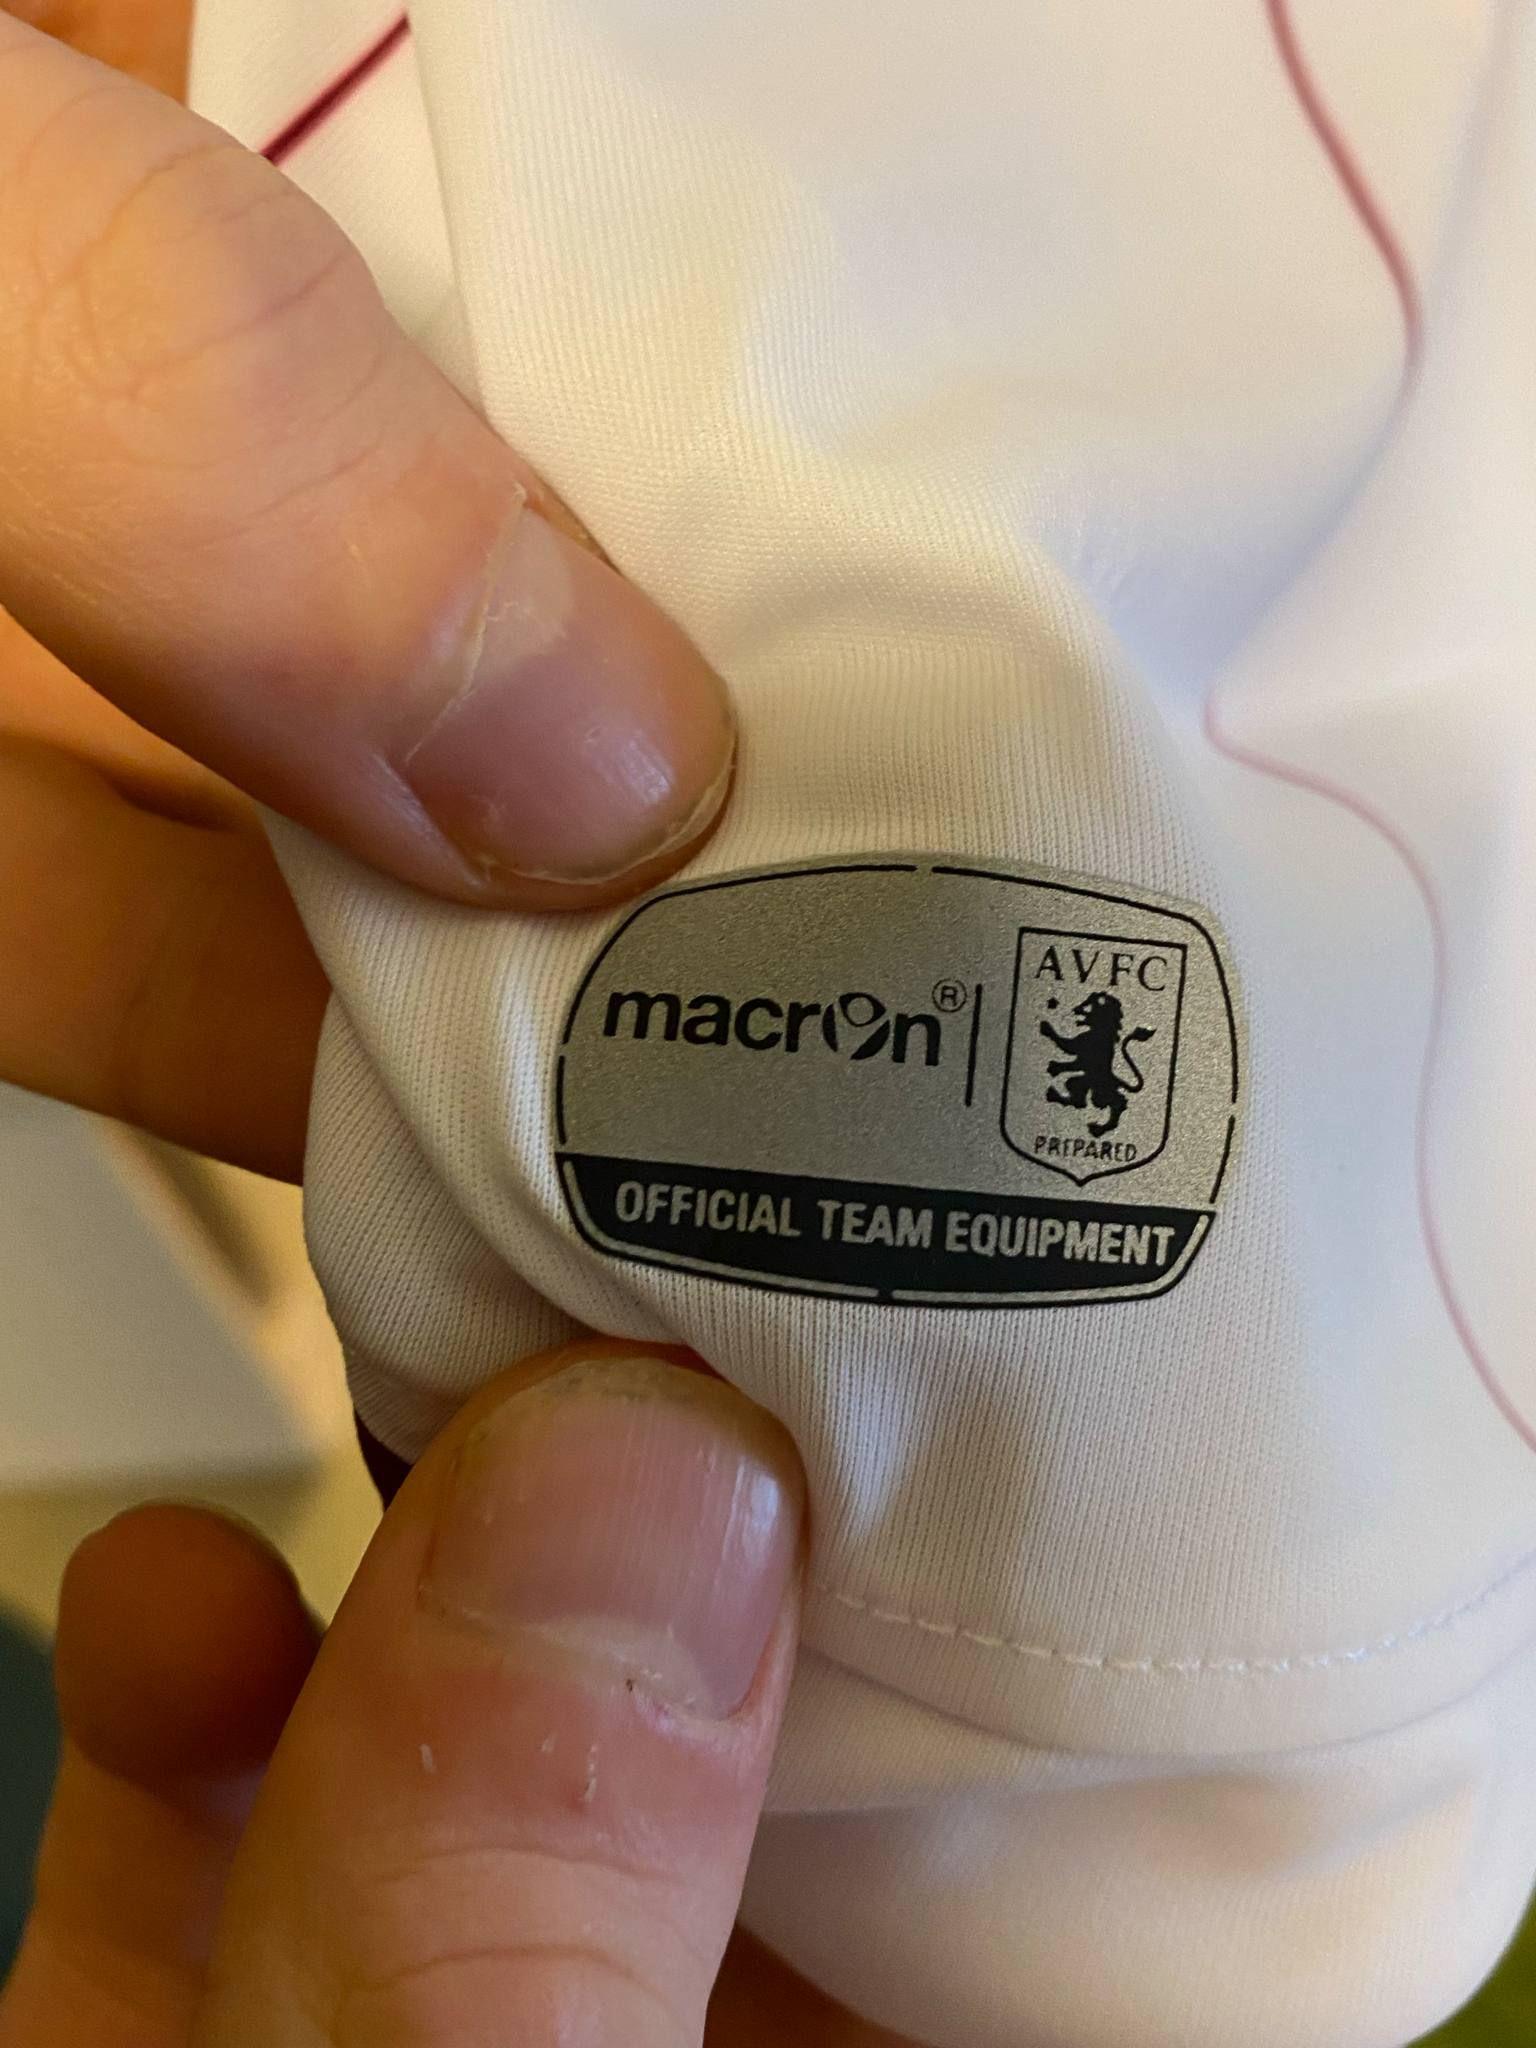 macron®
AVFC
PREPARED
OFFICIAL TEAM EQUIPMENT